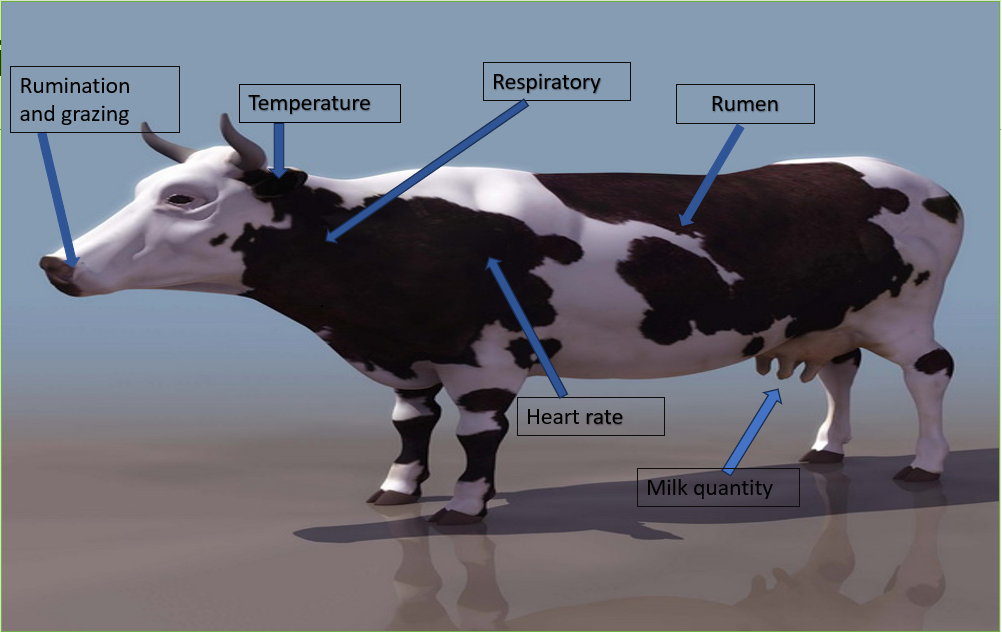 Rumination
and grazing
Temperature
Respiratory
Rumen
Heart rate
Milk quantity